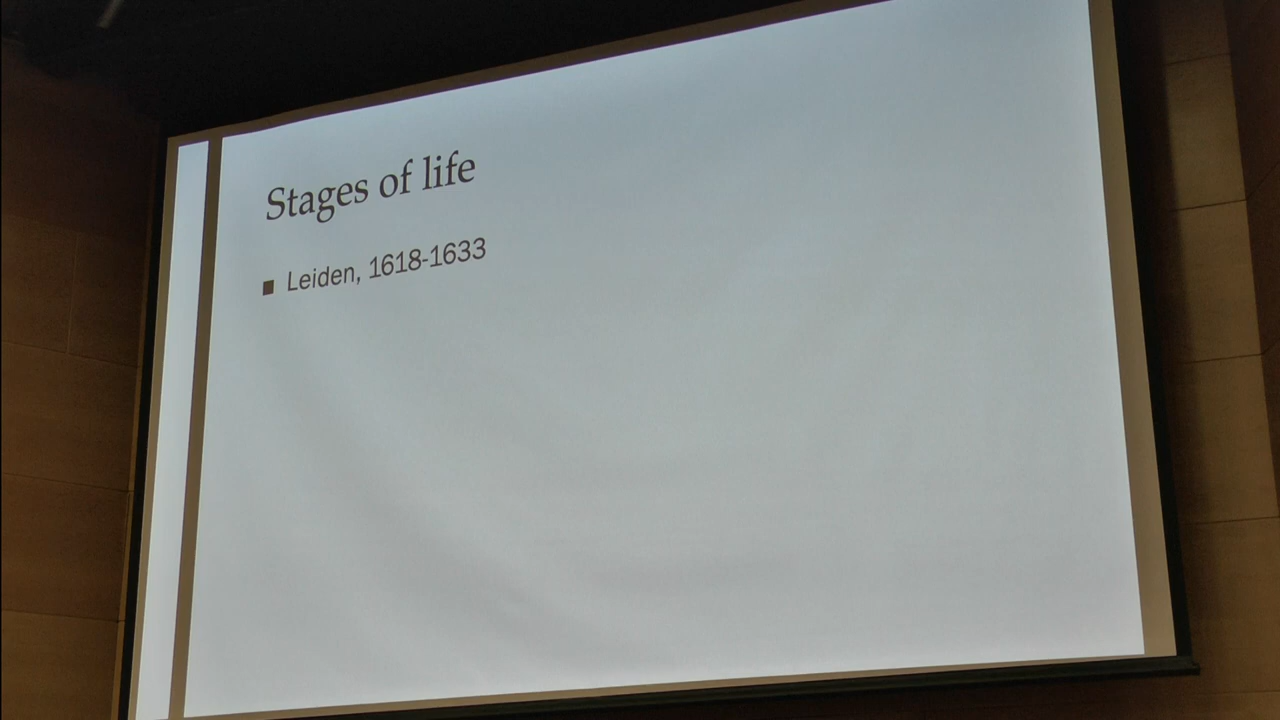 Stages of life
■ Leiden, 1618-1633